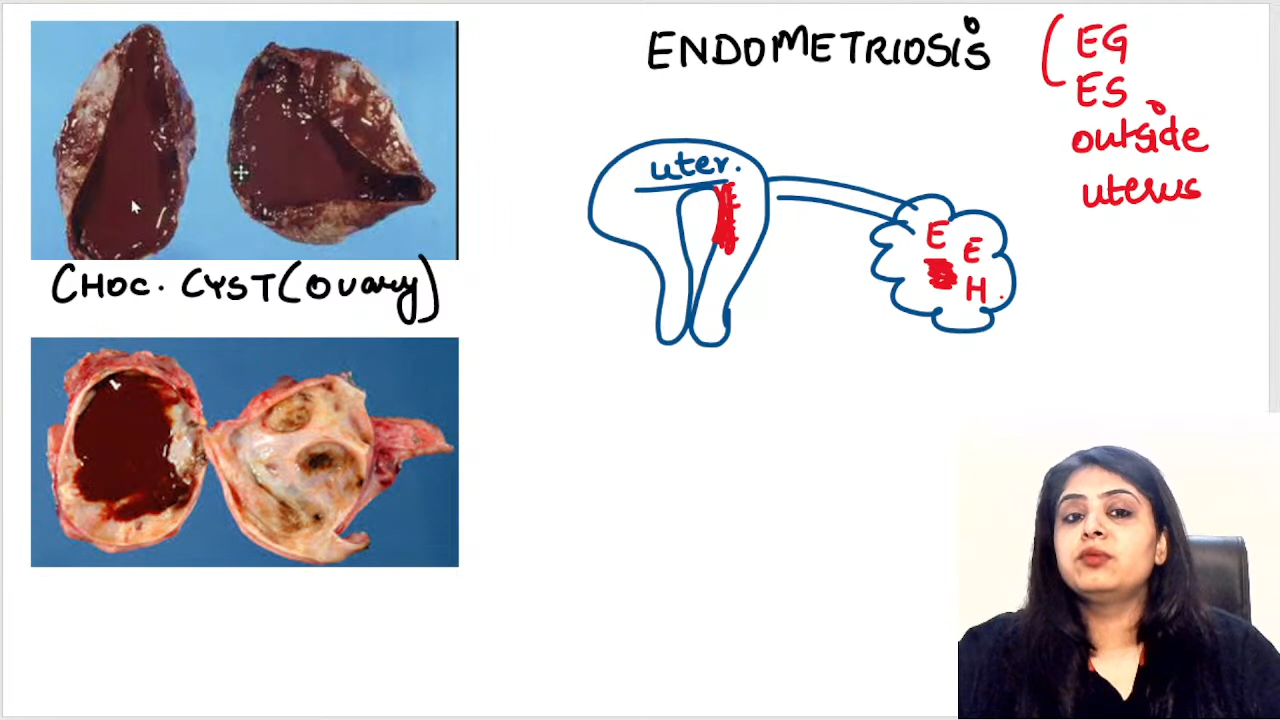 ENDOMETRIOSIS
(EG
ES
outside
uterus
uter.
E
E
H.
CHOC. CYST (Ovary)